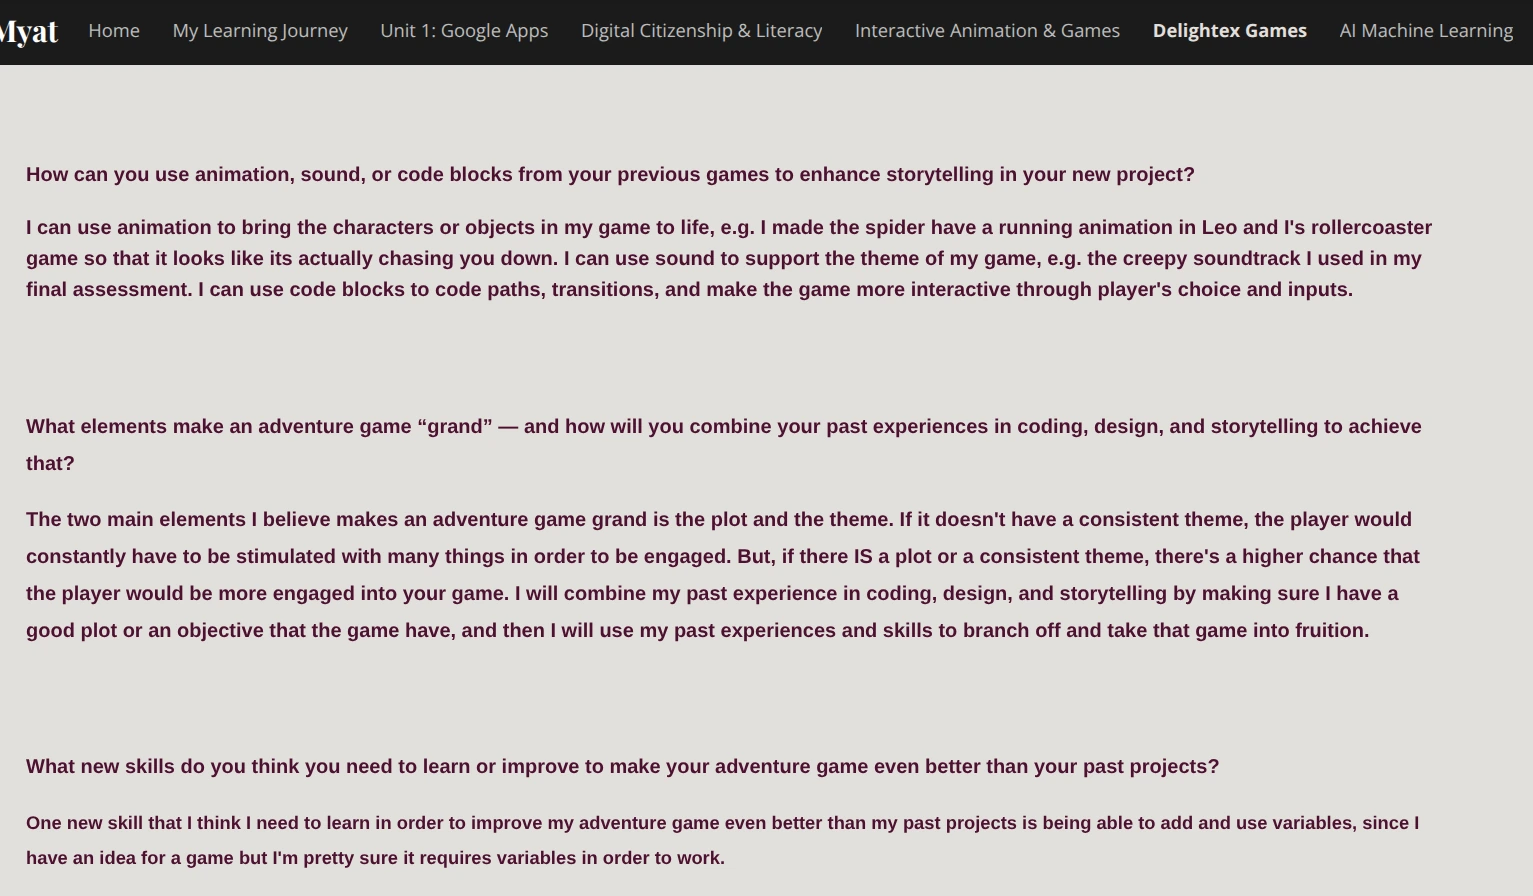 Myat Home My Learning Journey Unit 1: Google Apps Digital Citizenship & Literacy Interactive Animation & Games Delightex Games AI Machine Learning
How can you use animation, sound, or code blocks from your previous games to enhance storytelling in your new project?
I can use animation to bring the characters or objects in my game to life, e.g. I made the spider have a running animation in Leo and I's rollercoaster
game so that it looks like its actually chasing you down. I can use sound to support the theme of my game, e.g. the creepy soundtrack I used in my
final assessment. I can use code blocks to code paths, transitions, and make the game more interactive through player's choice and inputs.
What elements make an adventure game “grand” — and how will you combine your past experiences in coding, design, and storytelling to achieve
that?
The two main elements I believe makes an adventure game grand is the plot and the theme. If it doesn't have a consistent theme, the player would
constantly have to be stimulated with many things in order to be engaged. But, if there IS a plot or a consistent theme, there's a higher chance that
the player would be more engaged into your game. I will combine my past experience in coding, design, and storytelling by making sure I have a
good plot or an objective that the game have, and then I will use my past experiences and skills to branch off and take that game into fruition.
What new skills do you think you need to learn or improve to make your adventure game even better than your past projects?
One new skill that I think I need to learn in order to improve my adventure game even better than my past projects is being able to add and use variables, since I
have an idea for a game but I'm pretty sure it requires variables in order to work.